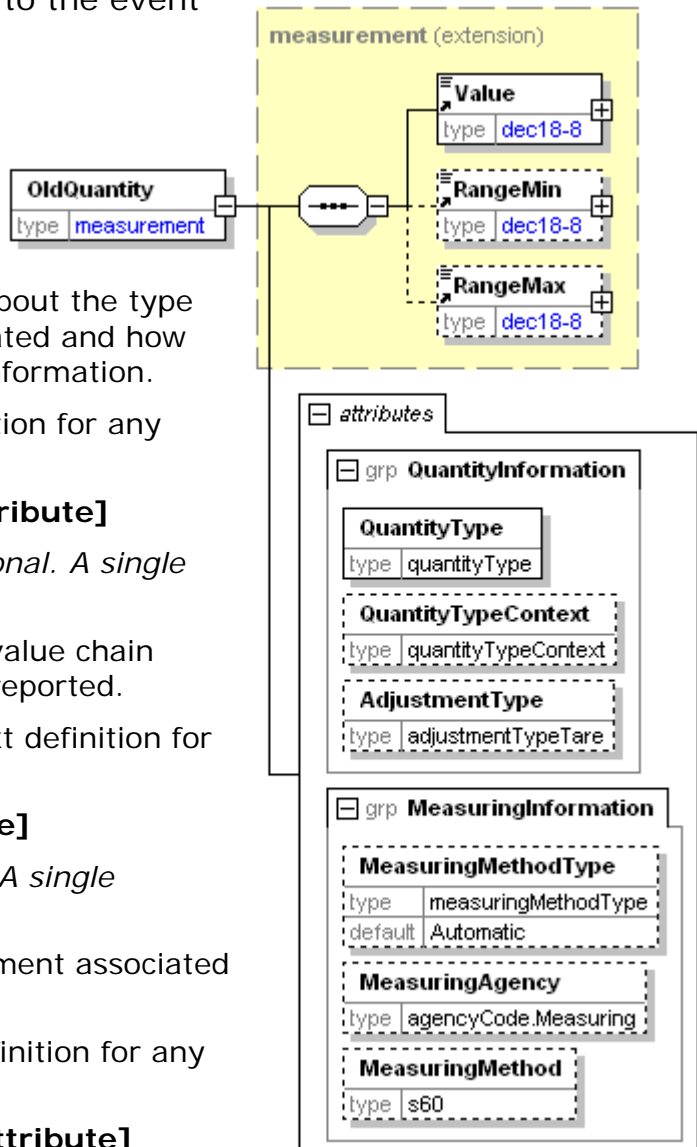 to the event
bout the type
ated and how
formation.
tion for any
ribute]
onal. A single
value chain
reported.
t definition for
e]
A single
ment associated
inition for any
ttribute]
measurement (extension)
Value
type dec18-8
OldQuantity
type measurement
RangeMin
type dec18-8
RangeMax
type dec18-8
attributes
grp QuantityInformation
QuantityType
type quantityType
QuantityTypeContext
type quantityTypeContext
AdjustmentType
type adjustmentTypeTare
grp MeasuringInformation
MeasuringMethodType
type measuringMethodType
default Automatic
MeasuringAgency
type agencyCode.Measuring
MeasuringMethod
type s60